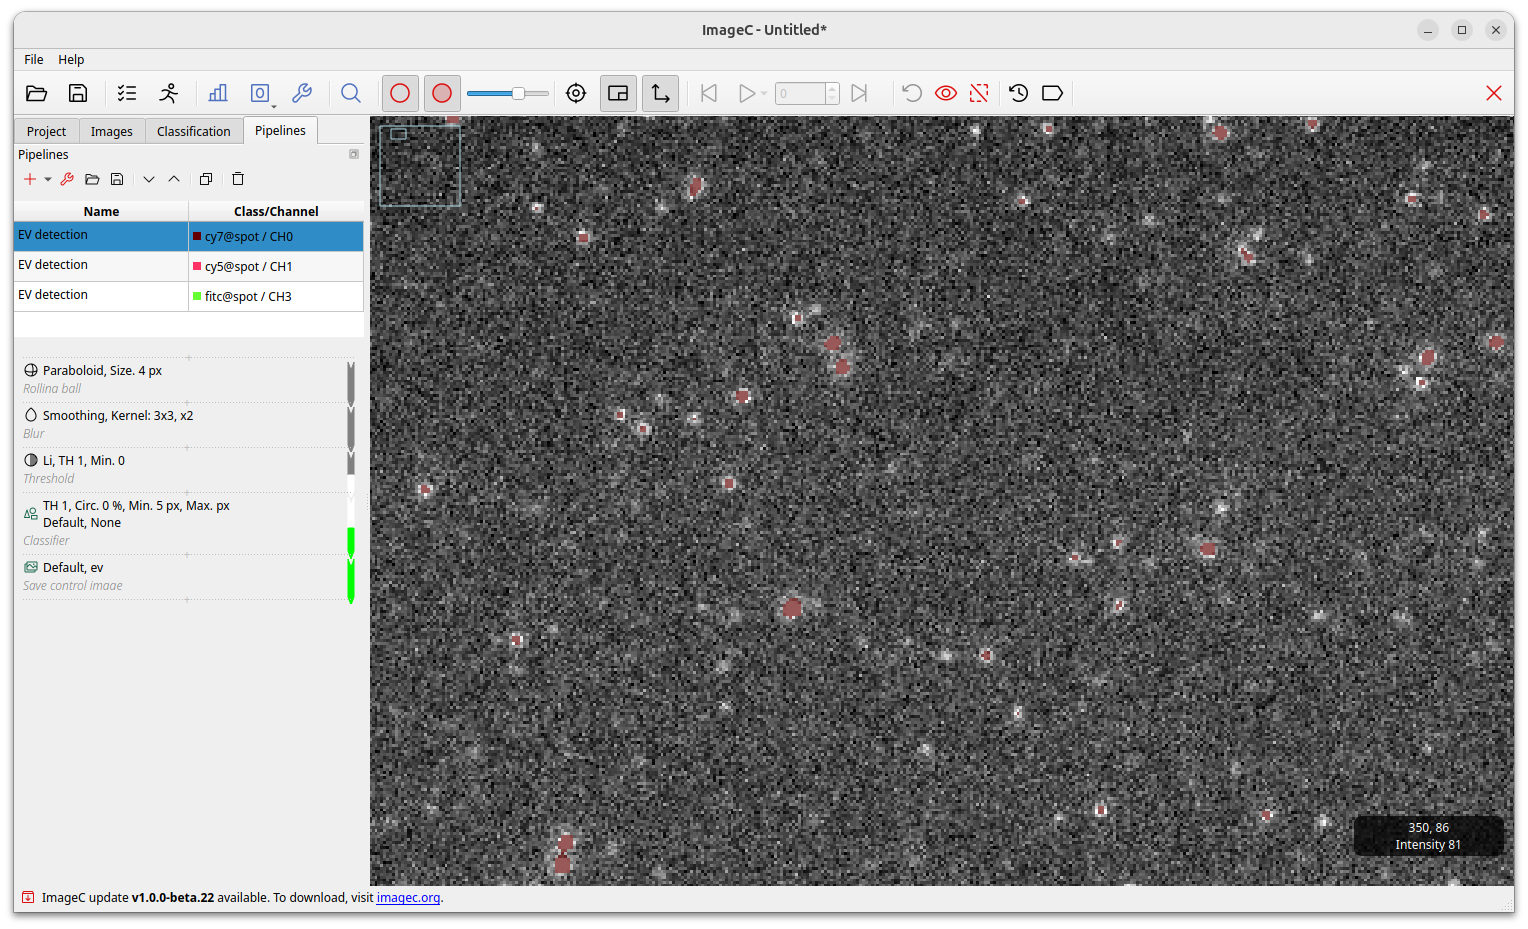 ImageC - Untitled*
File Help
0
Project Images Classification Pipelines
Pipelines
Name Class/Channel
EV detection cy7@spot / CH0
EV detection cy5@spot / CH1
EV detection fitc@spot / CH3
Paraboloid, Size. 4 px
Rolling ball
Smoothing, Kernel: 3x3, x2
Blur
Li, TH 1, Min. 0
Threshold
TH 1, Circ. 0 %, Min. 5 px, Max. px
Default, None
Classifier
Default, ev
Save control image
350, 86
Intensity 81
ImageC update v1.0.0-beta.22 available. To download, visit imagec.org.